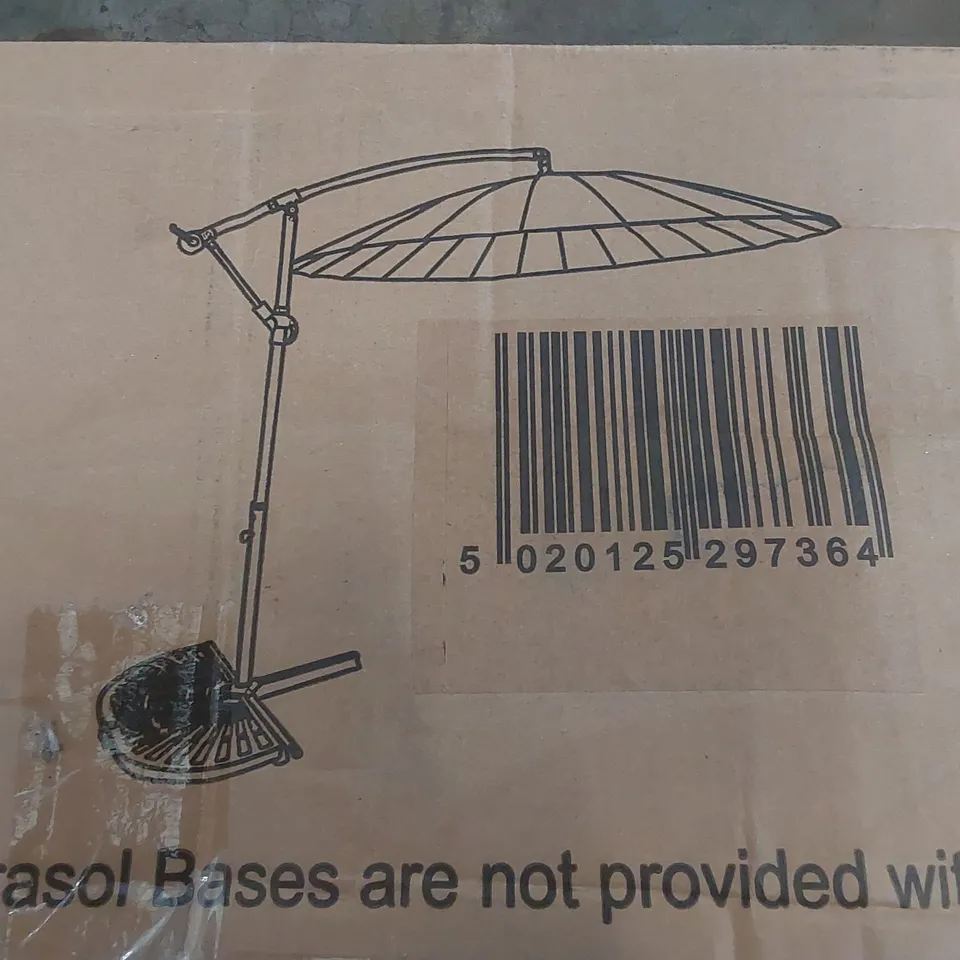 5 020125 297364
rasol Bases are not provided wit